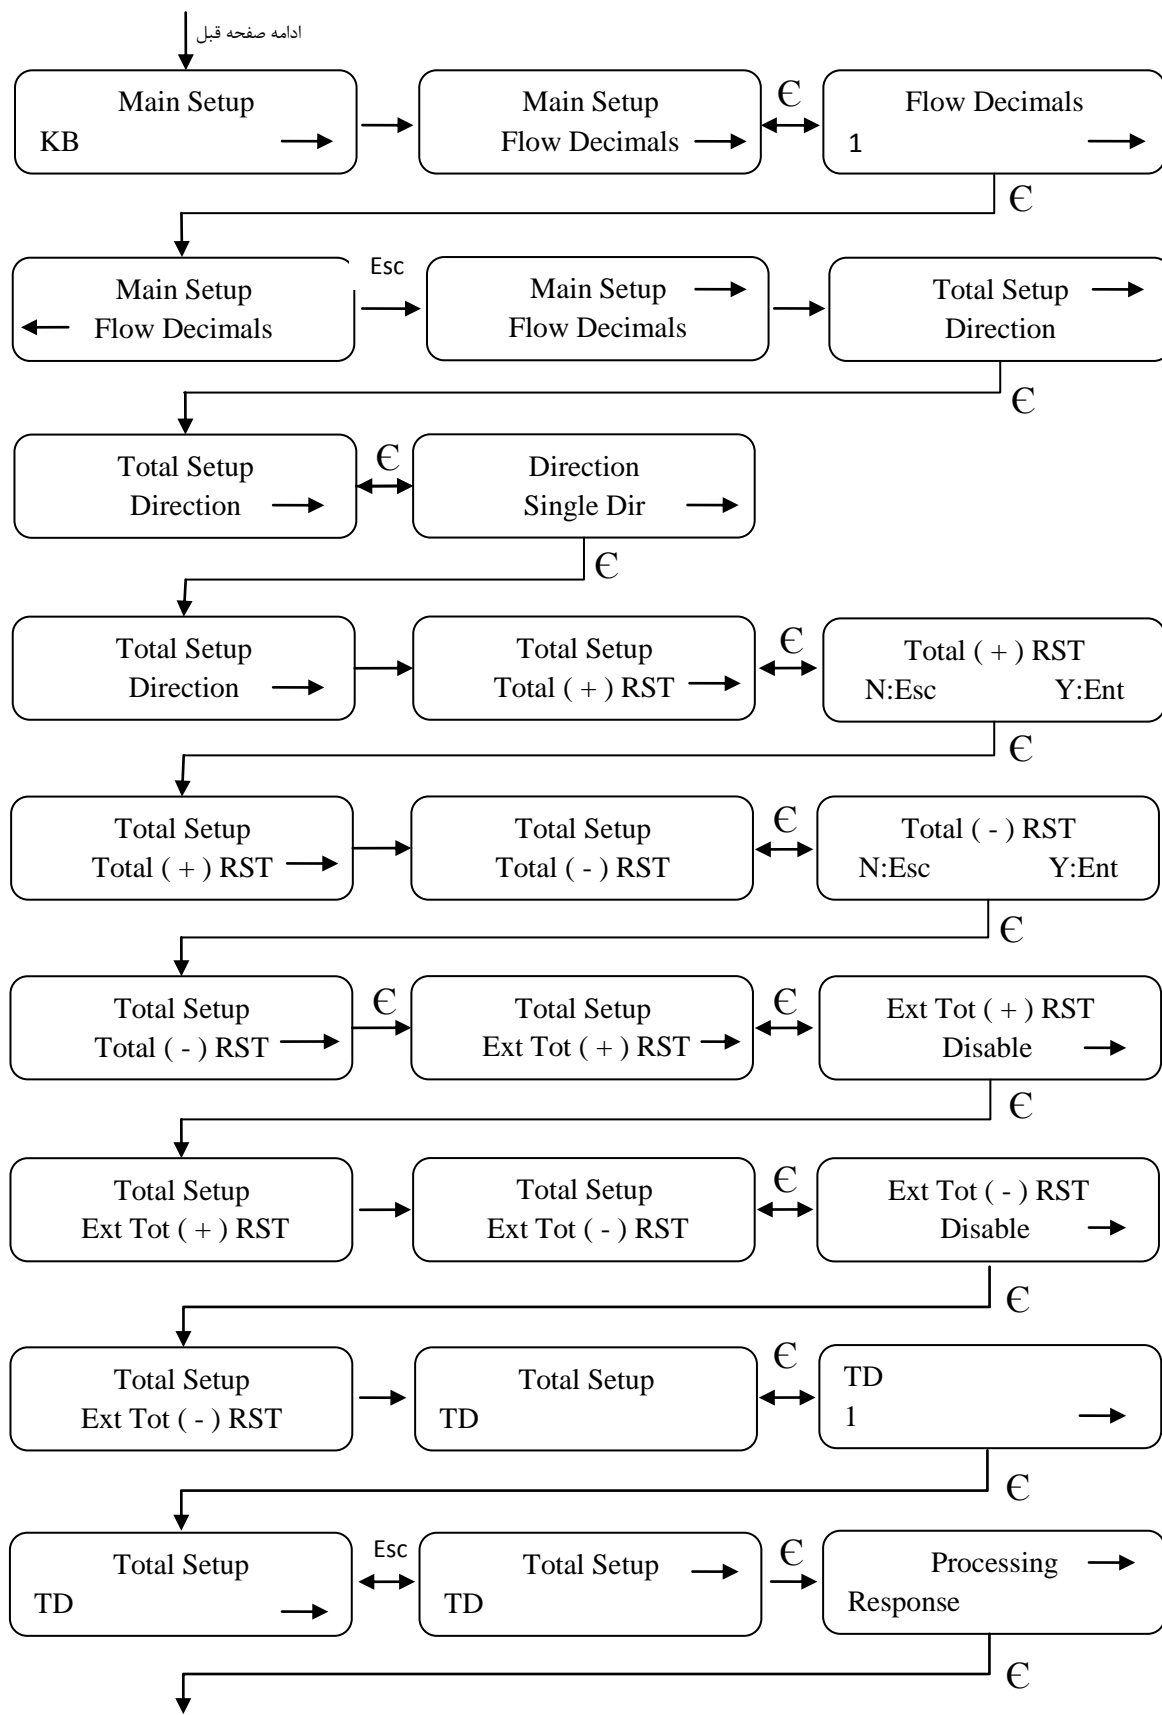 ادامه صفحه قبل
Main Setup
KB
Main Setup
Flow Decimals
Є
Flow Decimals
1
Є
Main Setup
Flow Decimals
Esc
Main Setup
Flow Decimals
Total Setup
Direction
Є
Total Setup
Direction
Є
Direction
Single Dir
Є
Total Setup
Direction
Total Setup
Total ( + ) RST
Є
Total ( + ) RST
N:Esc Y:Ent
Є
Total Setup
Total ( + ) RST
Total Setup
Total ( - ) RST
Є
Total ( - ) RST
N:Esc Y:Ent
Є
Total Setup
Total ( - ) RST
Є
Total Setup
Ext Tot ( + ) RST
Є
Ext Tot ( + ) RST
Disable
Є
Total Setup
Ext Tot ( + ) RST
Total Setup
Ext Tot ( - ) RST
Є
Ext Tot ( - ) RST
Disable
Є
Total Setup
Ext Tot ( - ) RST
Total Setup
TD
Є
TD
1
Є
Total Setup
TD
Esc
Total Setup
TD
Є
Processing
Response
Є